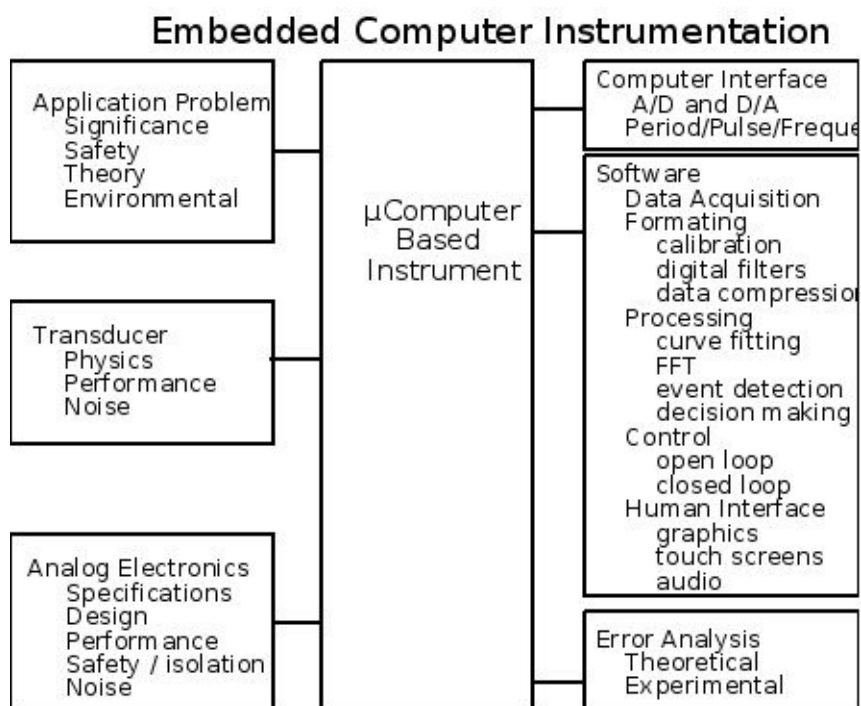 Embedded Computer Instrumentation
Application Problem
Significance
Safety
Theory
Environmental
Transducer
Physics
Performance
Noise
Analog Electronics
Specifications
Design
Performance
Safety / isolation
Noise
µComputer
Based
Instrument
Computer Interface
A/D and D/A
Period/Pulse/Freque
Software
Data Acquisition
Formating
calibration
digital filters
data compression
Processing
curve fitting
FFT
event detection
decision making
Control
open loop
closed loop
Human Interface
graphics
touch screens
audio
Error Analysis
Theoretical
Experimental